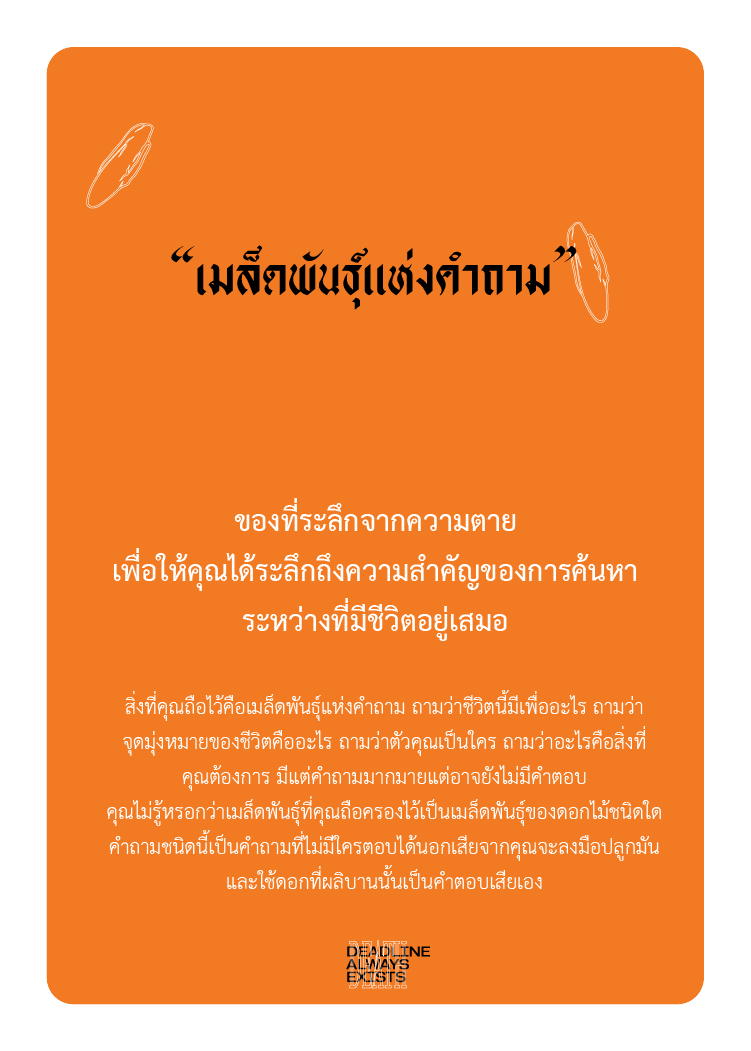 “เมล็ดพันธุ์แห่งคำถาม”
ของที่ระลึกจากความตาย
เพื่อให้คุณได้ระลึกถึงความสำคัญของการค้นหา
ระหว่างที่มีชีวิตอยู่เสมอ
สิ่งที่คุณถือไว้คือเมล็ดพันธุ์แห่งคำถาม ถามว่าชีวิตนี้มีเพื่ออะไร ถามว่า
จุดมุ่งหมายของชีวิตคืออะไร ถามว่าตัวคุณเป็นใคร ถามว่าอะไรคือสิ่งที่
คุณต้องการ มีแต่คำถามมากมายแต่อาจยังไม่มีคำตอบ
คุณไม่รู้หรอกว่าเมล็ดพันธุ์ที่คุณถือครองไว้เป็นเมล็ดพันธุ์ของดอกไม้ชนิดใด
คำถามชนิดนี้เป็นคำถามที่ไม่มีใครตอบได้นอกเสียจากคุณจะลงมือปลูกมัน
และใช้ดอกที่ผลิบานนั้นเป็นคำตอบเสียเอง
DEADLINE
ALWAYS
EXISTS